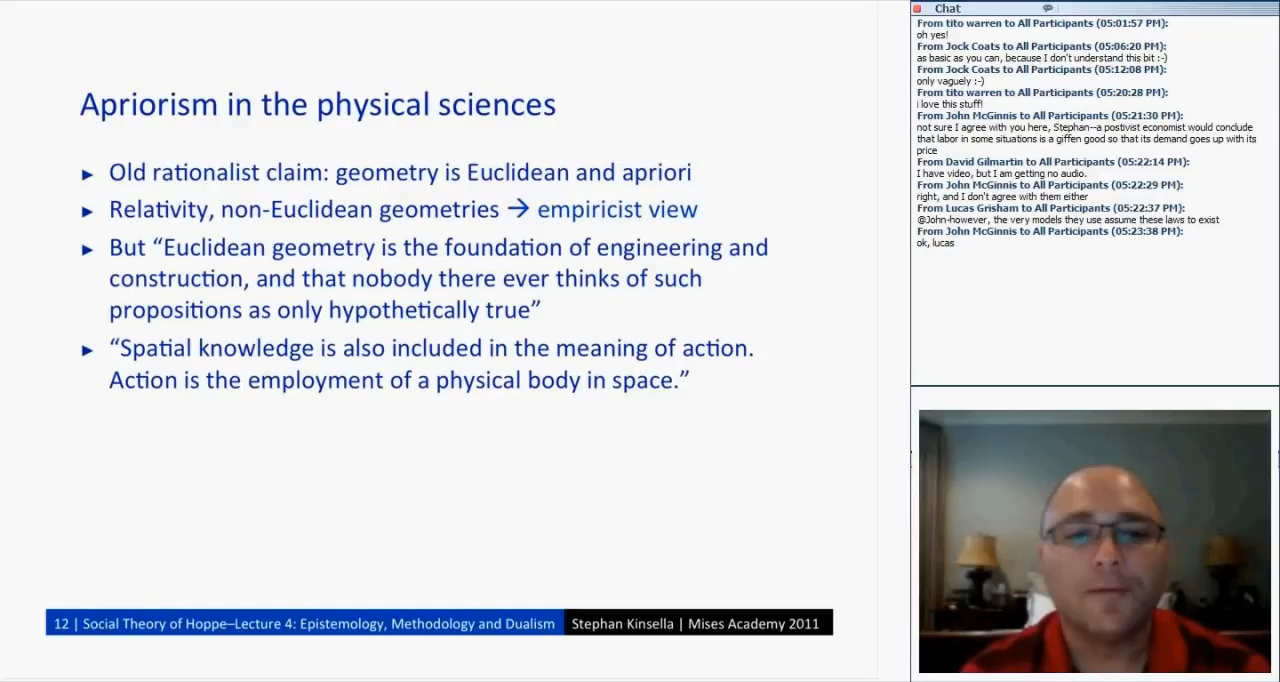 Apriorism in the physical sciences
► Old rationalist claim: geometry is Euclidean and apriori
► Relativity, non-Euclidean geometries → empiricist view
► But “Euclidean geometry is the foundation of engineering and
construction, and that nobody there ever thinks of such
propositions as only hypothetically true”
► “Spatial knowledge is also included in the meaning of action.
Action is the employment of a physical body in space.”
12 | Social Theory of Hoppe–Lecture 4: Epistemology, Methodology and Dualism Stephan Kinsella | Mises Academy 2011
Chat
From tito warren to All Participants (05:01:57 PM):
oh yes!
From Jock Coats to All Participants (05:06:20 PM):
as basic as you can, because I don't understand this bit :-)
From Jock Coats to All Participants (05:12:08 PM):
only vaguely :-)
From tito warren to All Participants (05:20:28 PM):
i love this stuff!
From John McGinnis to All Participants (05:21:30 PM):
not sure I agree with you here, Stephan--a postivist economist would conclude
that labor in some situations is a giffen good so that its demand goes up with its
price
From David Gilmartin to All Participants (05:22:14 PM):
I have video, but I am getting no audio.
From John McGinnis to All Participants (05:22:29 PM):
right, and I don't agree with them either
From Lucas Grisham to All Participants (05:22:37 PM):
@John-however, the very models they use assume these laws to exist
From John McGinnis to All Participants (05:23:38 PM):
ok, lucas